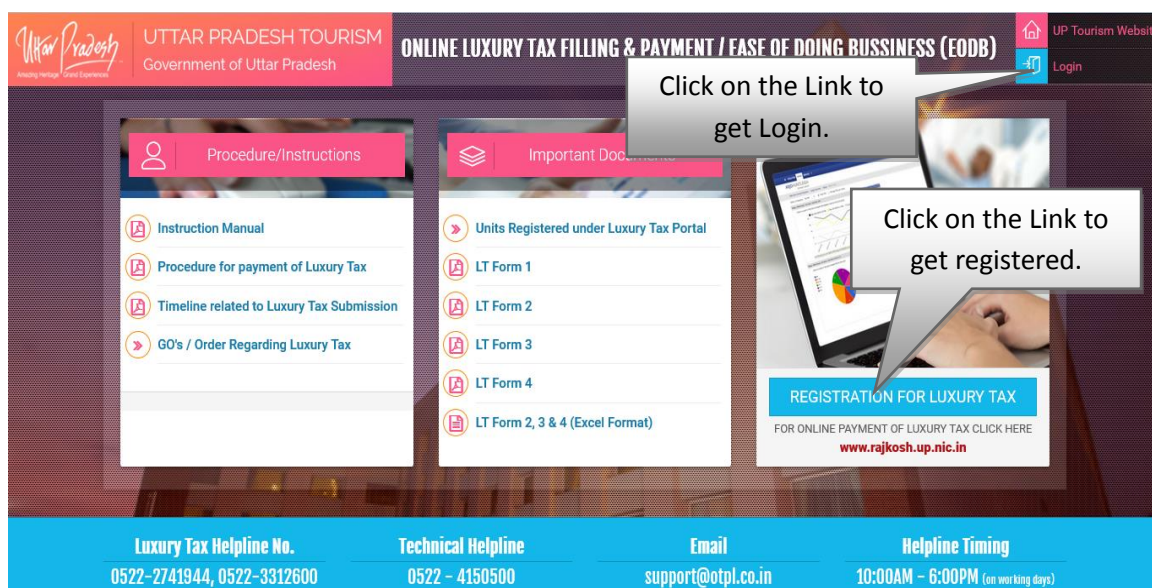 Uttar Pradesh
Amazing Heritage Grand Experiences
UTTAR PRADESH TOURISM
Government of Uttar Pradesh
ONLINE LUXURY TAX FILLING & PAYMENT / EASE OF DOING BUSSINESS (EODB)
UP Tourism Websit
Login
Click on the Link to
get Login.
Procedure/Instructions
Instruction Manual
Procedure for payment of Luxury Tax
Timeline related to Luxury Tax Submission
GO's / Order Regarding Luxury Tax
Important Documents
Units Registered under Luxury Tax Portal
LT Form 1
LT Form 2
LT Form 3
LT Form 4
LT Form 2, 3 & 4 (Excel Format)
Click on the Link to
get registered.
REGISTRATION FOR LUXURY TAX
FOR ONLINE PAYMENT OF LUXURY TAX CLICK HERE
www.rajkosh.up.nic.in
Luxury Tax Helpline No.
0522-2741944, 0522-3312600
Technical Helpline
0522 - 4150500
Email
support@otpl.co.in
Helpline Timing
10:00AM - 6:00PM (on working days)